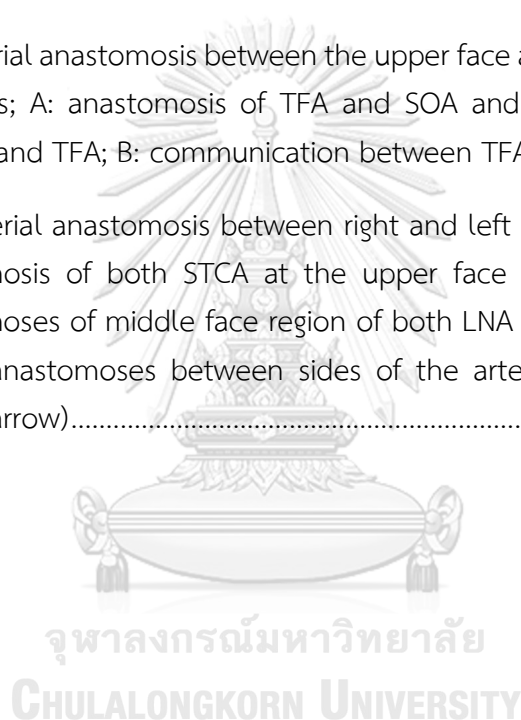 rial anastomosis between the upper face a
s; A: anastomosis of TFA and SOA and
and TFA; B: communication between TFA
erial anastomosis between right and left
nosis of both STCA at the upper face
noses of middle face region of both LNA
anastomoses between sides of the arte
arrow)................................................................
จุฬาลงกรณ์มหาวิทยาลัย
CHULALONGKORN UNIVERSITY